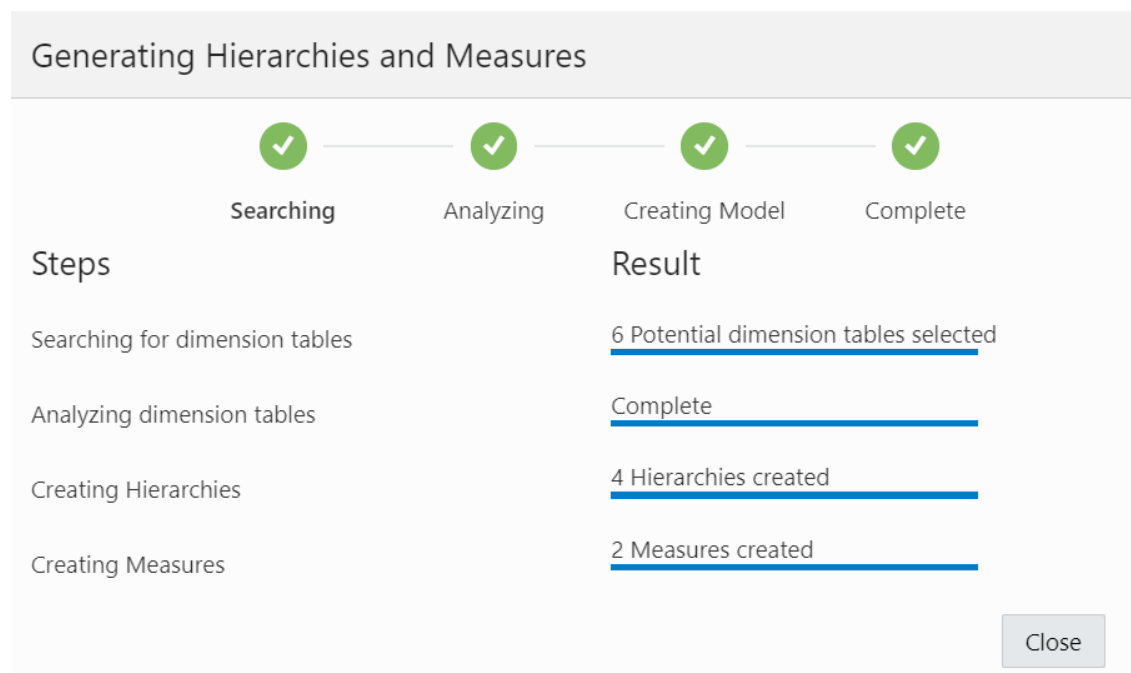 Generating Hierarchies and Measures
Searching Analyzing Creating Model Complete
Steps Result
Searching for dimension tables 6 Potential dimension tables selected
Analyzing dimension tables Complete
Creating Hierarchies 4 Hierarchies created
Creating Measures 2 Measures created
Close